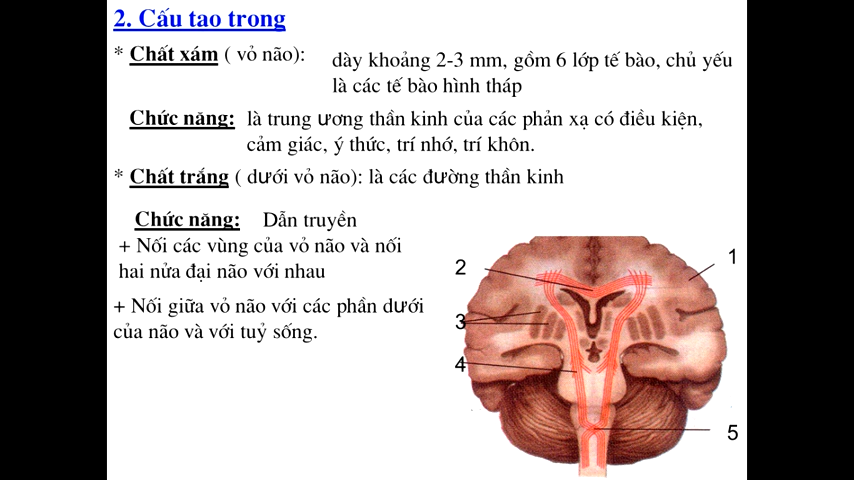 2. Cấu tao trong
* Chất xám ( vỏ não):
dày khoảng 2-3 mm, gồm 6 lớp tế bào, chủ yếu
là các tế bào hình tháp
Chức năng: là trung ương thần kinh của các phản xạ có điều kiện,
cảm giác, ý thức, trí nhớ, trí khôn.
* Chất trắng ( dưới vỏ não): là các đường thần kinh
Chức năng: Dẫn truyền
+ Nối các vùng của vỏ não và nối
hai nửa đại não với nhau
+ Nối giữa vỏ não với các phần dưới
của não và với tuỷ sống.
1
2
3
4
5